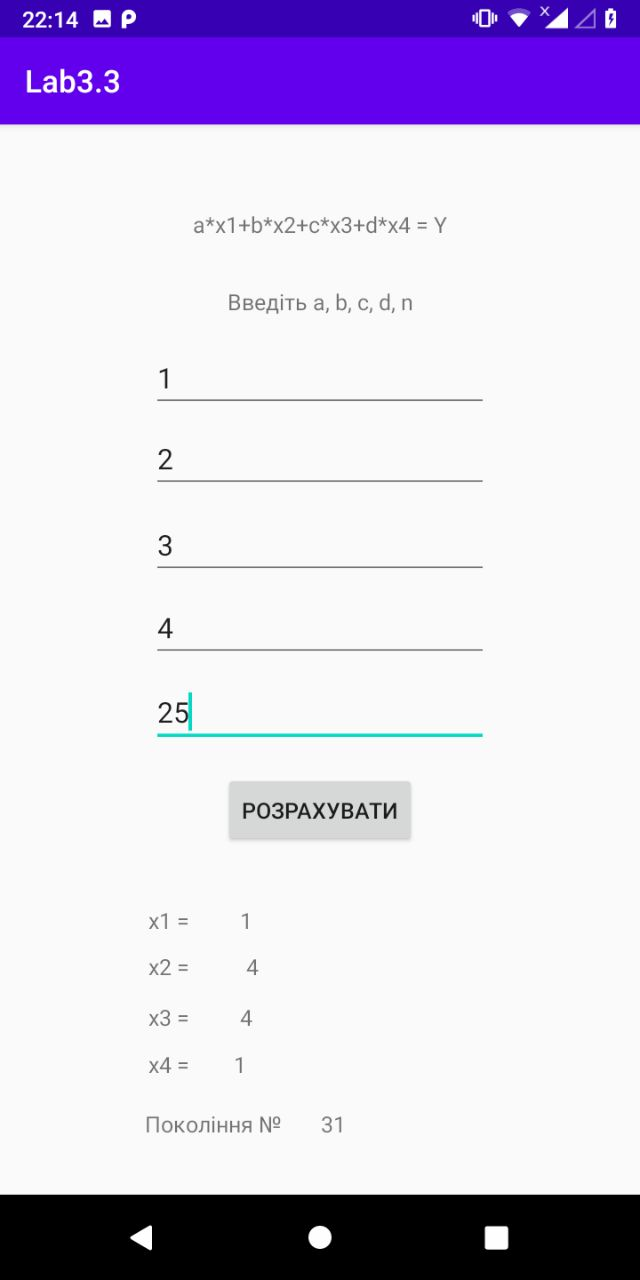 22:14
Lab3.3
a*x1+b*x2+c*x3+d*x4 = Y
Введіть a, b, c, d, n
1
2
3
4
25
РОЗРАХУВАТИ
x1 = 1
x2 = 4
x3 = 4
x4 = 1
Покоління № 31